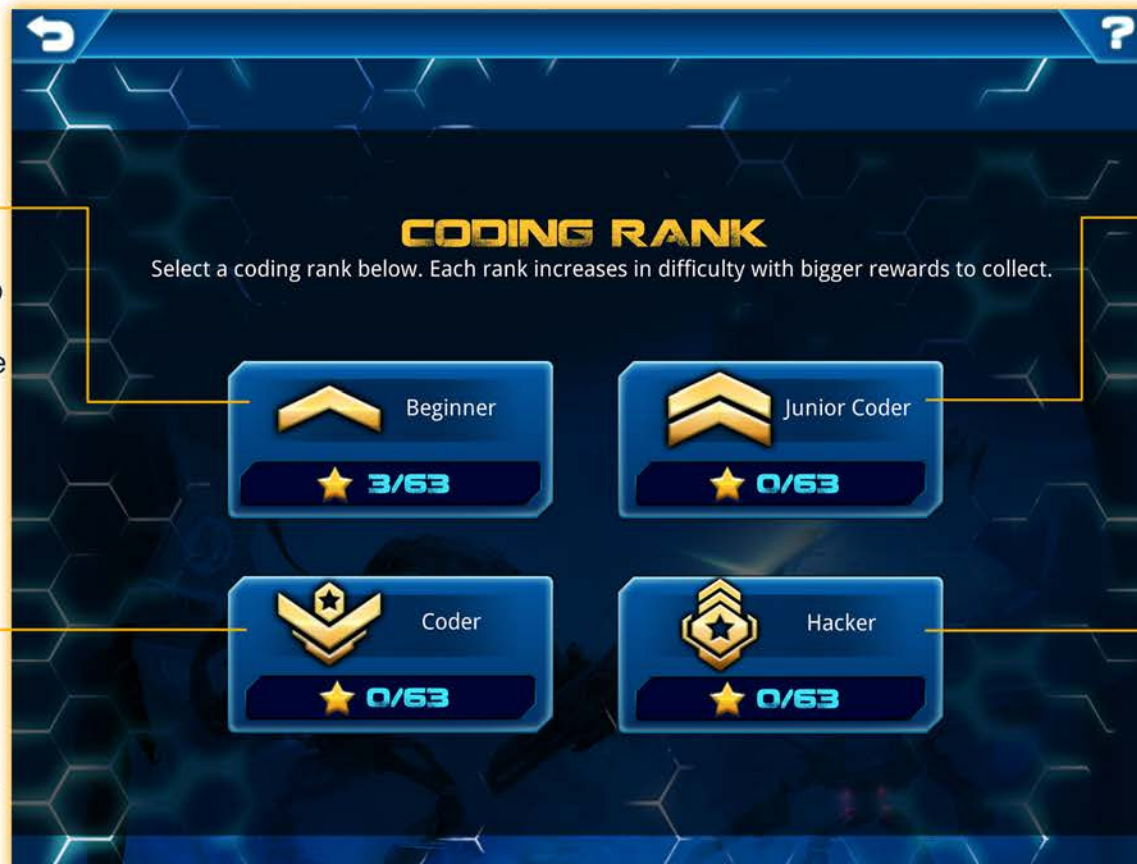 ?
CODING RANK
Select a coding rank below. Each rank increases in difficulty with bigger rewards to collect.
Beginner
3/63
Junior Coder
0/63
Coder
0/63
Hacker
0/63